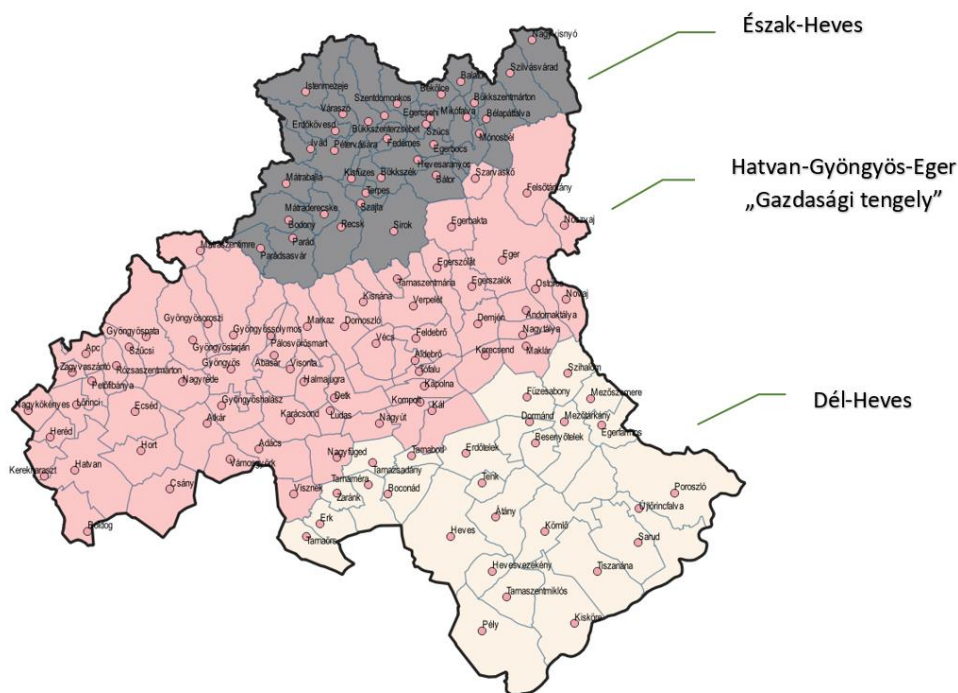 Észak-Heves
Hatvan-Gyöngyös-Eger
„Gazdasági tengely”
Dél-Heves
Nagyvisnyó
Szilvásvárad
Balaton
Istenmezeje
Bekölce
Szentdomonkos
Bükkszentmárton
Váraszó
Egercsehi
Mikófalva
Bélapátfalva
Erdőkövesd
Bükkszenterzsébet
Szúcs
Mónosbél
Ivád
Pétervására
Fedémes
Egerbocs
Hevesaranyos
Mátraballa
Kisfüzes
Bükkszék
Bátor
Szarvaskő
Terpes
Felsőtárkány
Mátraderecske
Szajla
Bodony
Recsk
Sirok
Egerbakta
Noszvaj
Parád
Mátraszentimre
Parádsasvár
Egerszólát
Eger
Tarnaszentmária
Egerszalók
Ostoros
Novaj
Kisnána
Verpelét
Andornaktálya
Gyöngyösoroszi
Markaz
Domoszló
Demjén
Gyöngyöspata
Gyöngyössolymos
Feldebrő
Nagytálya
Apc
Szűcsi
Gyöngyöstarján
Pálosvörösmart
Vécs
Kerecsend
Maklár
Abasár
Visonta
Aldebrő
Zagyvaszántó
Rózsaszentmárton
Gyöngyös
Tófalu
Szihalom
Petőfibánya
Nagyréde
Halmajugra
Kápolna
Füzesabony
Mezőszemere
Nagykökényes
Lőrinci
Ecséd
Gyöngyöshalász
Detk
Kompolt
Kál
Atkár
Karácsond
Ludas
Nagyút
Dormánd
Mezőtárkány
Egerfarmos
Heréd
Hort
Adács
Besenyőtelek
Kerekharaszt
Hatvan
Vámosgyörk
Nagyfüged
Tarnazsadány
Tarnabod
Erdőtelek
Csány
Visznek
Tarnaméra
Zaránk
Boconád
Tenk
Poroszló
Boldog
Erk
Átány
Újlőrincfalva
Tarnaörs
Heves
Kömlő
Sarud
Hevesvezekény
Tiszanána
Tarnaszentmiklós
Pély
Kisköre